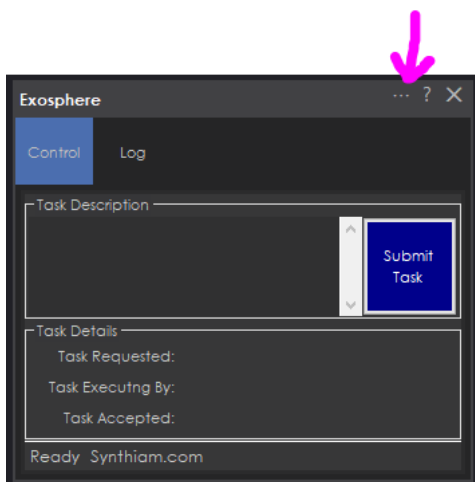 Exosphere ... ? X
Control Log
Task Description
Submit
Task
Task Details
Task Requested:
Task Executng By:
Task Accepted:
Ready Synthiam.com